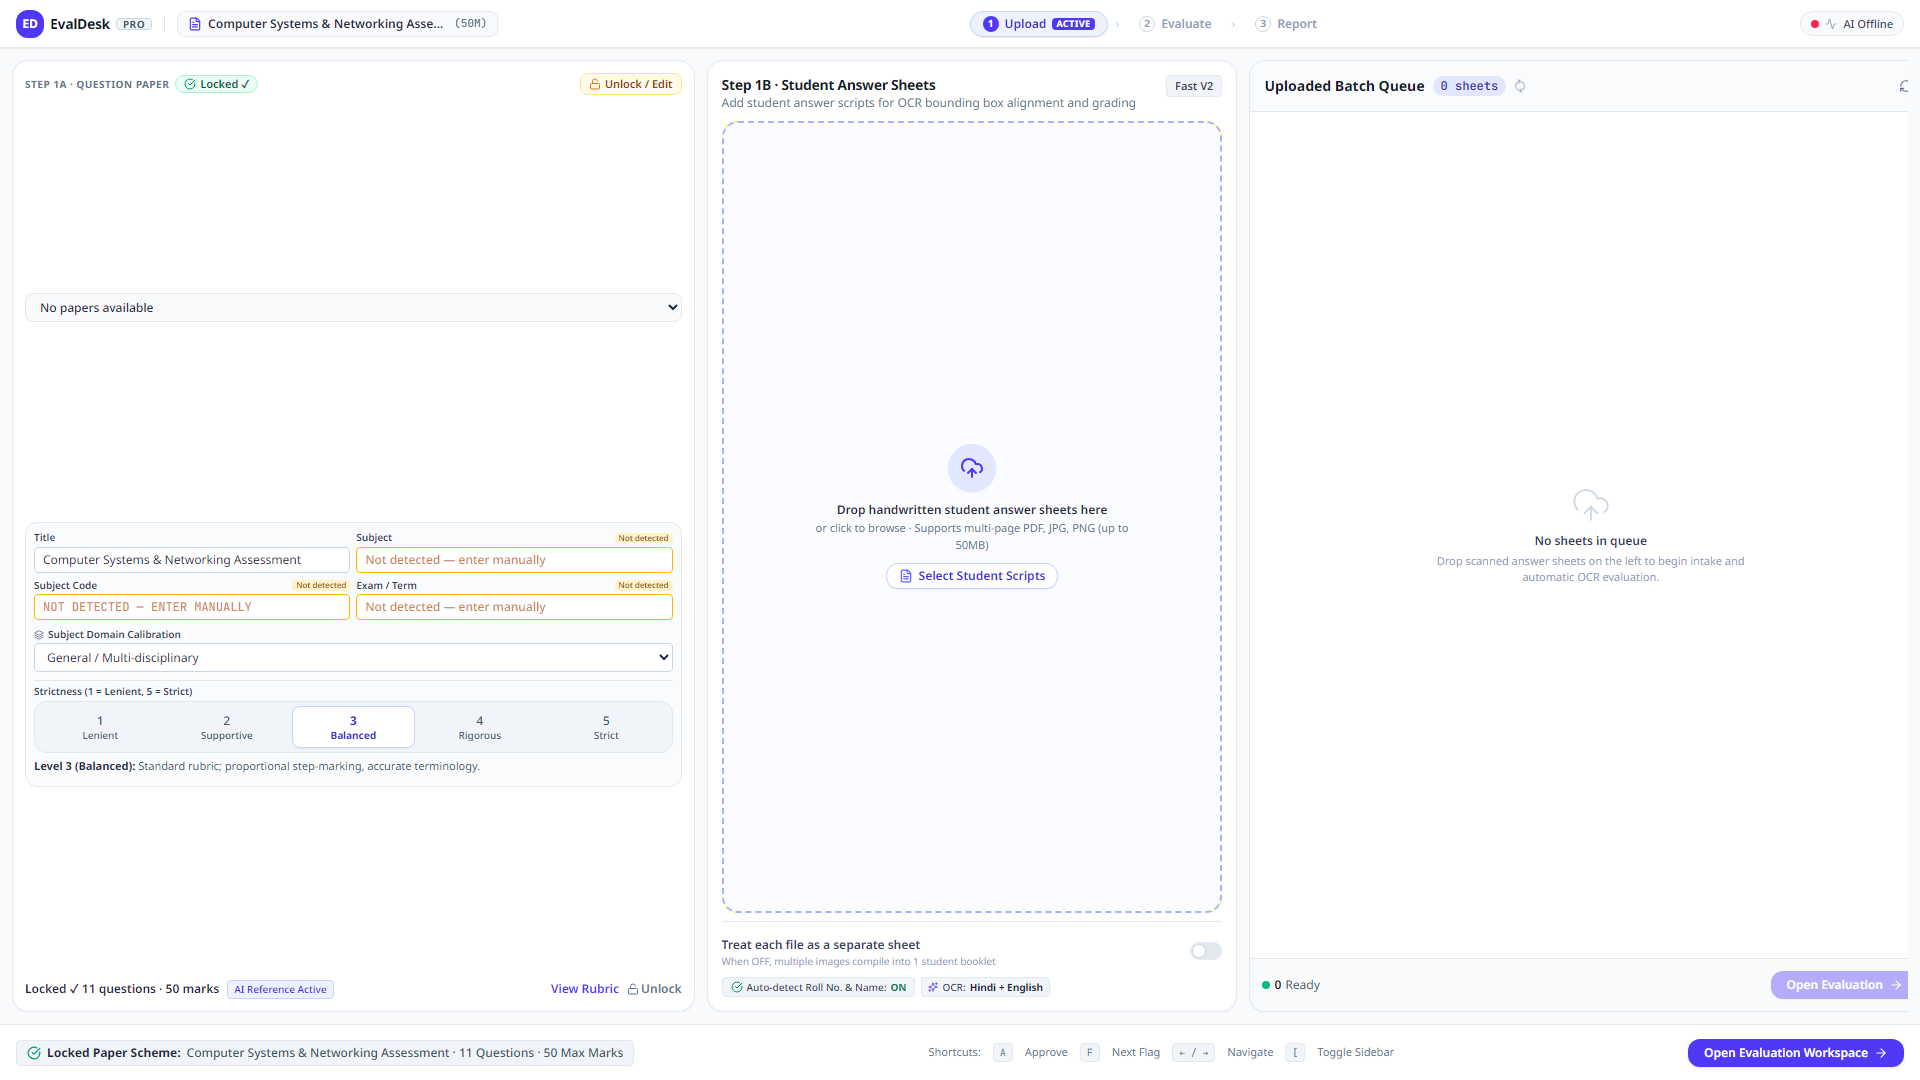 ED EvalDesk PRO
Computer Systems & Networking Asse... (50M)
1 Upload ACTIVE › 2 Evaluate › 3 Report
AI Offline
STEP 1A · QUESTION PAPER Locked ✓
Unlock / Edit
No papers available
Title
Computer Systems & Networking Assessment
Subject Not detected
Not detected — enter manually
Subject Code Not detected
NOT DETECTED — ENTER MANUALLY
Exam / Term Not detected
Not detected — enter manually
Subject Domain Calibration
General / Multi-disciplinary
Strictness (1 = Lenient, 5 = Strict)
1 2 3 4 5
Lenient Supportive Balanced Rigorous Strict
Level 3 (Balanced): Standard rubric; proportional step-marking, accurate terminology.
Locked ✓ 11 questions · 50 marks AI Reference Active View Rubric Unlock
Step 1B · Student Answer Sheets
Fast V2
Add student answer scripts for OCR bounding box alignment and grading
Drop handwritten student answer sheets here
or click to browse · Supports multi-page PDF, JPG, PNG (up to
50MB)
Select Student Scripts
Treat each file as a separate sheet
When OFF, multiple images compile into 1 student booklet
Auto-detect Roll No. & Name: ON OCR: Hindi + English
Uploaded Batch Queue 0 sheets
No sheets in queue
Drop scanned answer sheets on the left to begin intake and
automatic OCR evaluation.
0 Ready
Open Evaluation →
Locked Paper Scheme: Computer Systems & Networking Assessment · 11 Questions · 50 Max Marks
Shortcuts: A Approve F Next Flag ← / → Navigate [ Toggle Sidebar
Open Evaluation Workspace →